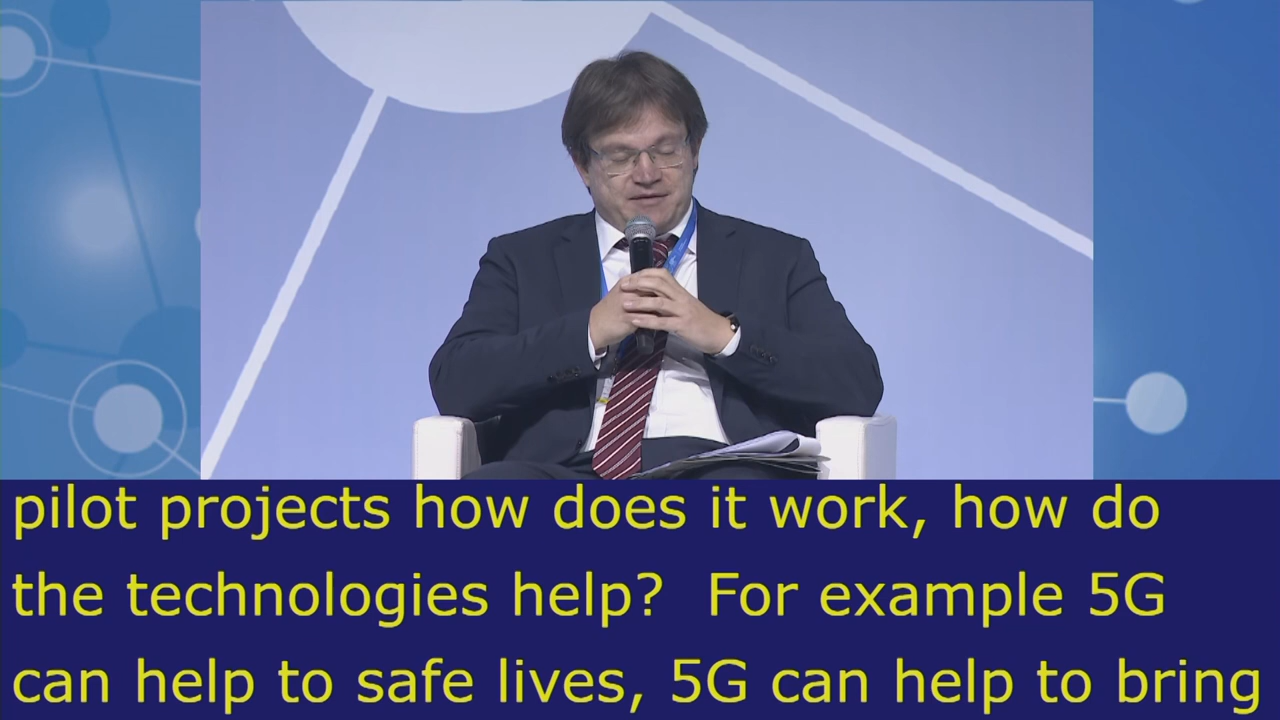 pilot projects how does it work, how do
the technologies help?  For example 5G
can help to safe lives, 5G can help to bring